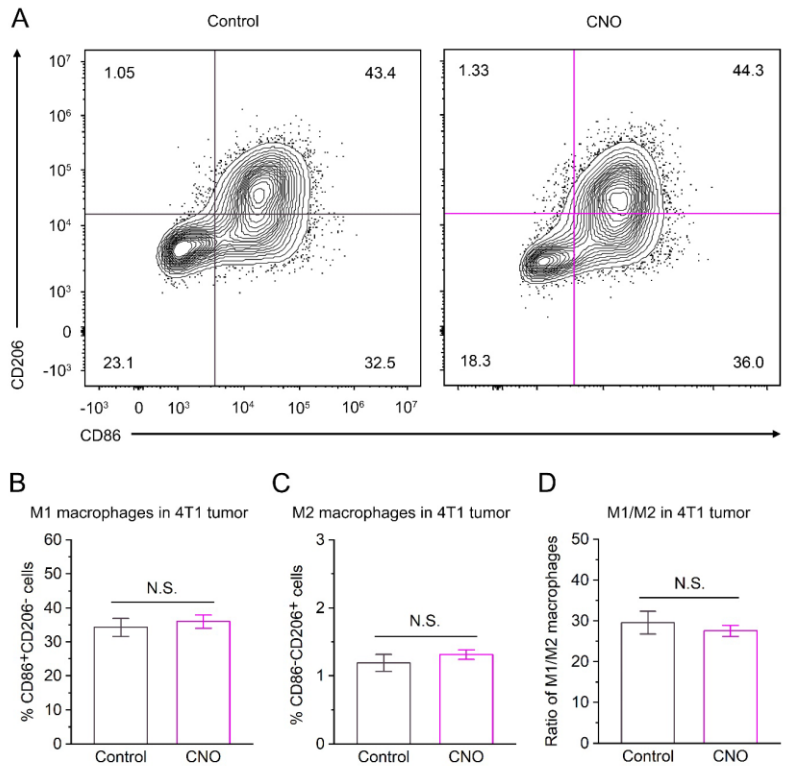 A
Control
CNO
10⁷
10⁶
10⁵
10⁴
10³
0
-10³
CD206
1.05
43.4
23.1
32.5
1.33
44.3
18.3
36.0
-10³ 0 10³ 10⁴ 10⁵ 10⁶ 10⁷
CD86
B
M1 macrophages in 4T1 tumor
% CD86⁺CD206⁻ cells
60
50
40
30
20
10
0
N.S.
Control CNO
C
M2 macrophages in 4T1 tumor
% CD86⁻CD206⁺ cells
3
2
1
0
N.S.
Control CNO
D
M1/M2 in 4T1 tumor
Ratio of M1/M2 macrophages
50
40
30
20
10
0
N.S.
Control CNO